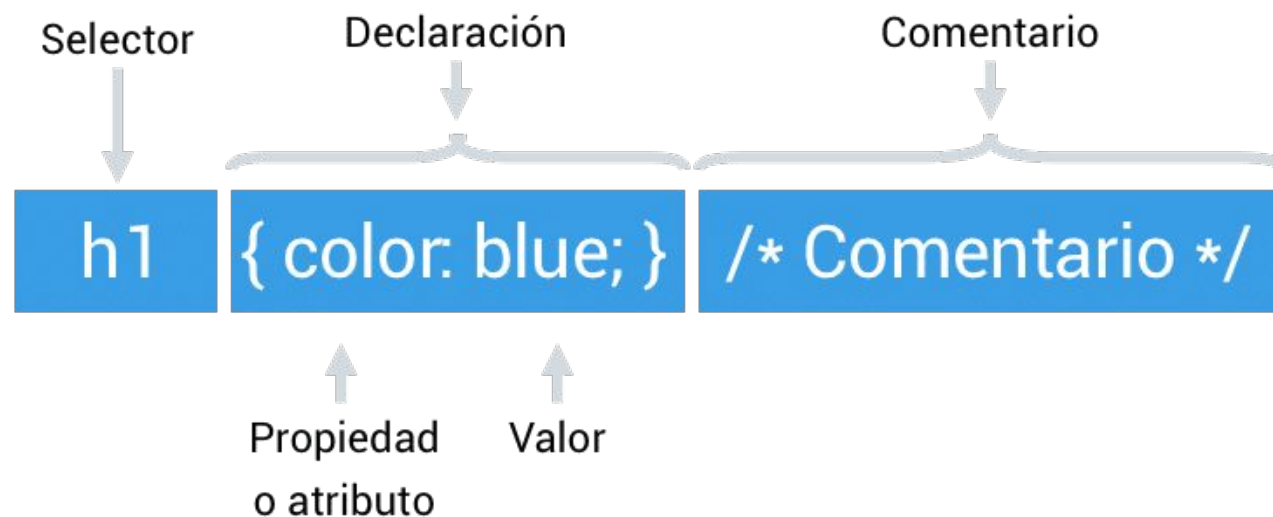 Selector
Declaración
Comentario
h1
{ color: blue; }
/* Comentario */
Propiedad
o atributo
Valor